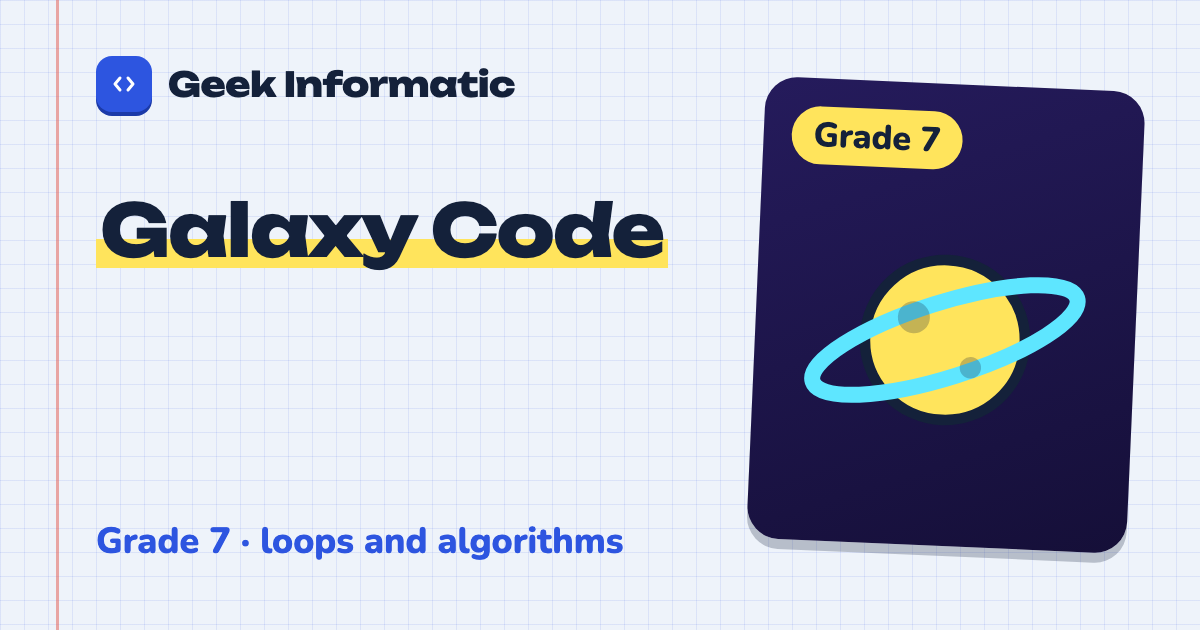 Geek Informatic
Grade 7
Galaxy Code
Grade 7 · loops and algorithms